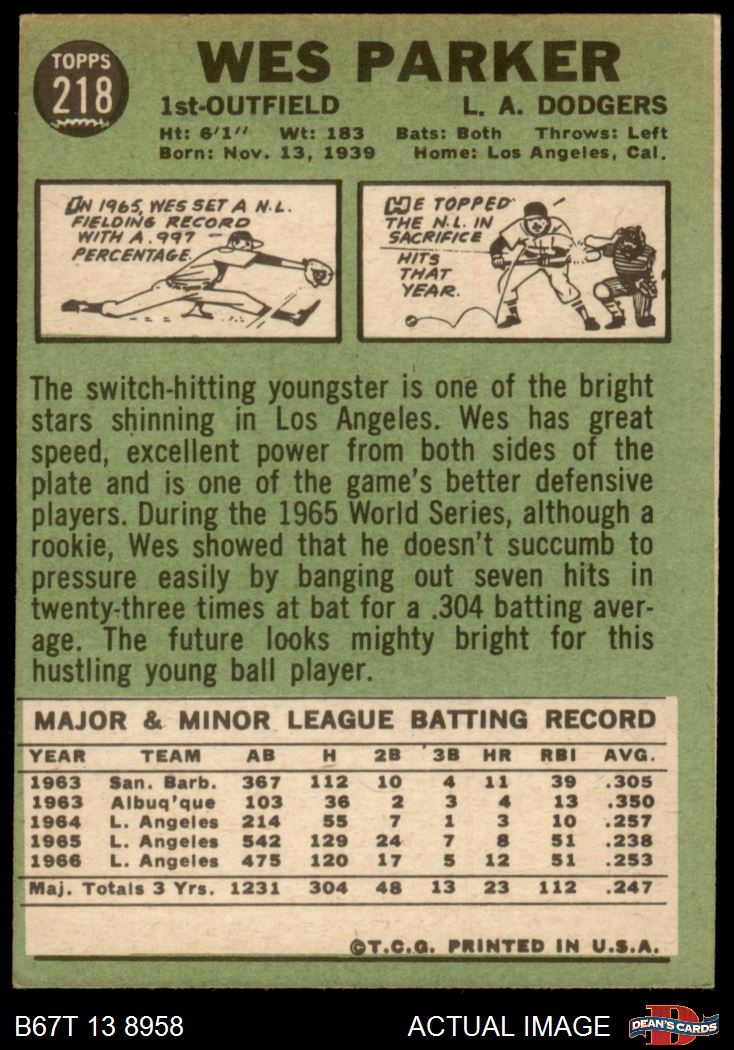 TOPPS
218
WES PARKER
1st-OUTFIELD L. A. DODGERS
Ht: 6'1" Wt: 183 Bats: Both Throws: Left
Born: Nov. 13, 1939 Home: Los Angeles, Cal.
IN 1965, WES SET A N.L.
FIELDING RECORD
WITH A .997
PERCENTAGE.
HE TOPPED
THE N.L. IN
SACRIFICE
HITS
THAT
YEAR.
The switch-hitting youngster is one of the bright
stars shinning in Los Angeles. Wes has great
speed, excellent power from both sides of the
plate and is one of the game's better defensive
players. During the 1965 World Series, although a
rookie, Wes showed that he doesn't succumb to
pressure easily by banging out seven hits in
twenty-three times at bat for a .304 batting aver-
age. The future looks mighty bright for this
hustling young ball player.
MAJOR & MINOR LEAGUE BATTING RECORD
YEAR TEAM AB H 2B 3B HR RBI AVG.
1963 San. Barb. 367 112 10 4 11 39 .305
1963 Albuq'que 103 36 2 3 4 13 .350
1964 L. Angeles 214 55 7 1 3 10 .257
1965 L. Angeles 542 129 24 7 8 51 .238
1966 L. Angeles 475 120 17 5 12 51 .253
Maj. Totals 3 Yrs. 1231 304 48 13 23 112 .247
©T.C.G. PRINTED IN U.S.A.
B67T 13 8958 ACTUAL IMAGE DEAN'S CARDS